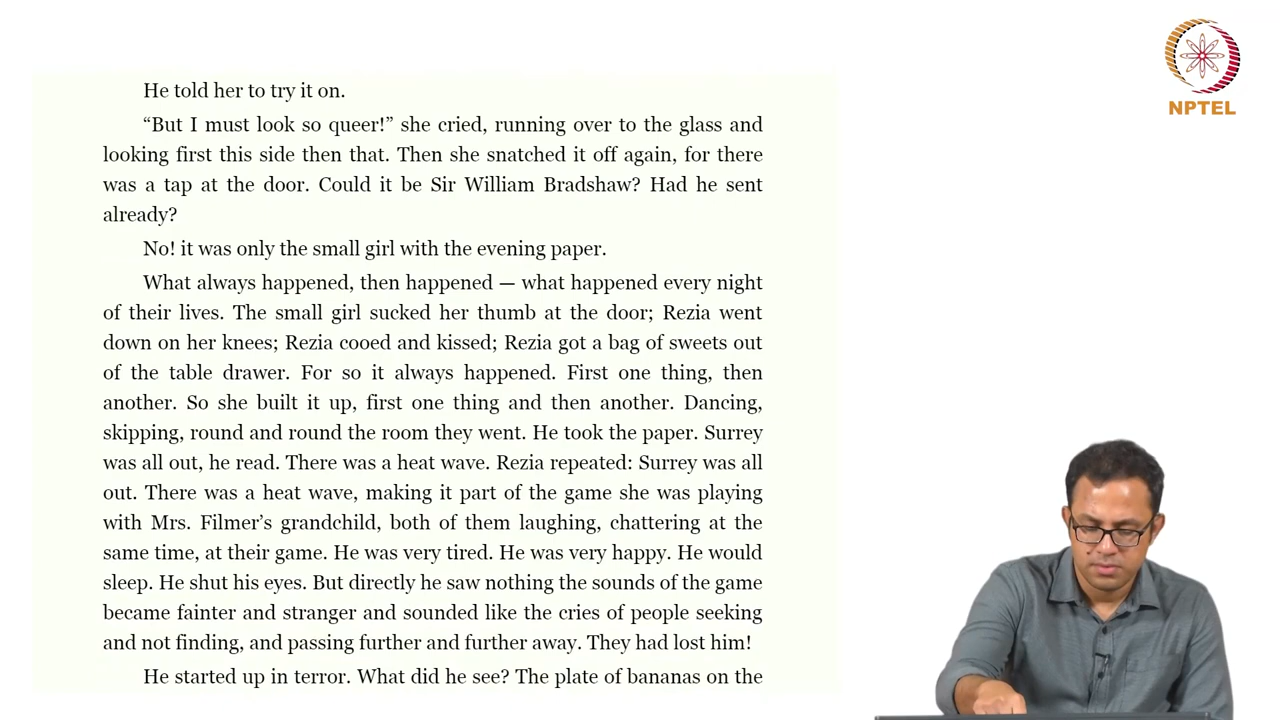 He told her to try it on.
“But I must look so queer!” she cried, running over to the glass and
looking first this side then that. Then she snatched it off again, for there
was a tap at the door. Could it be Sir William Bradshaw? Had he sent
already?
No! it was only the small girl with the evening paper.
What always happened, then happened — what happened every night
of their lives. The small girl sucked her thumb at the door; Rezia went
down on her knees; Rezia cooed and kissed; Rezia got a bag of sweets out
of the table drawer. For so it always happened. First one thing, then
another. So she built it up, first one thing and then another. Dancing,
skipping, round and round the room they went. He took the paper. Surrey
was all out, he read. There was a heat wave. Rezia repeated: Surrey was all
out. There was a heat wave, making it part of the game she was playing
with Mrs. Filmer’s grandchild, both of them laughing, chattering at the
same time, at their game. He was very tired. He was very happy. He would
sleep. He shut his eyes. But directly he saw nothing the sounds of the game
became fainter and stranger and sounded like the cries of people seeking
and not finding, and passing further and further away. They had lost him!
He started up in terror. What did he see? The plate of bananas on the
NPTEL